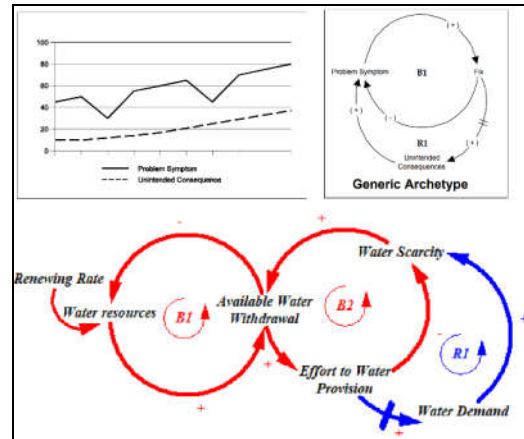 100
80
60
40
20
0
Problem Symptom
Unintended Consequence
(+)
Problem Symptom
B1
Fix
(+)
(-)
R1
(+)
Unintended
Consequences
Generic Archetype
-
+
Water Scarcity
Renewing Rate
Available Water
Withdrawal
Water resources
B1
B2
-
+
R1
+
Effort to Water
Provision
+
Water Demand
+